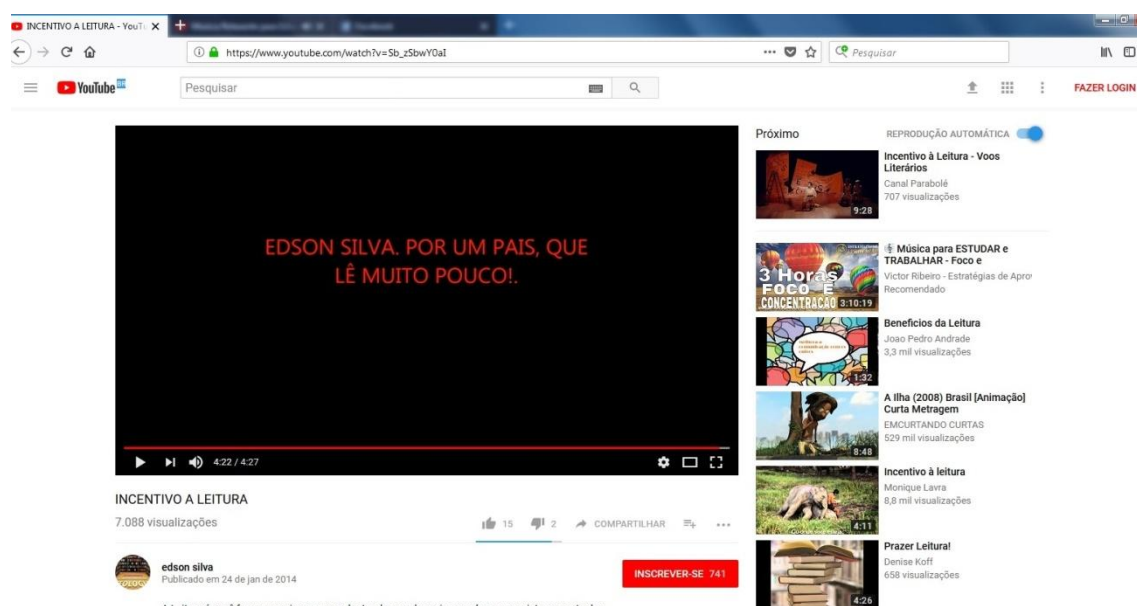 INCENTIVO A LEITURA - YouTu
https://www.youtube.com/watch?v=Sb_zSbwY0aI
Pesquisar
YouTube BR
Pesquisar
FAZER LOGIN
EDSON SILVA. POR UM PAIS, QUE
LÊ MUITO POUCO!.
4:22 / 4:27
INCENTIVO A LEITURA
7.088 visualizações
15
2
COMPARTILHAR
edson silva
Publicado em 24 de jan de 2014
INSCREVER-SE 741
Próximo
REPRODUÇÃO AUTOMÁTICA
Incentivo à Leitura - Voos
Literários
Canal Parabolé
707 visualizações
9:28
Música para ESTUDAR e
TRABALHAR - Foco e
Victor Ribeiro - Estratégias de Aprov
Recomendado
3 Horas
FOCO E
CONCENTRAÇÃO
3:10:19
Beneficios da Leitura
Joao Pedro Andrade
3,3 mil visualizações
1:32
A Ilha (2008) Brasil [Animação]
Curta Metragem
EMCURTANDO CURTAS
529 mil visualizações
8:48
Incentivo à leitura
Monique Lavra
8,8 mil visualizações
4:11
Prazer Leitura!
Denise Koff
658 visualizações
4:26